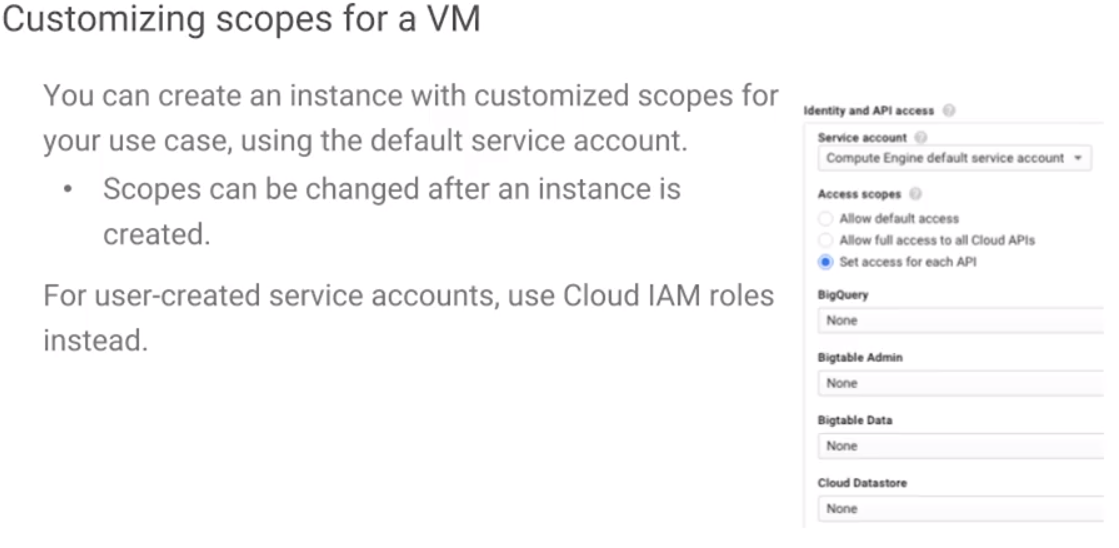 Customizing scopes for a VM
You can create an instance with customized scopes for
your use case, using the default service account.
• Scopes can be changed after an instance is
created.
For user-created service accounts, use Cloud IAM roles
instead.
Identity and API access ?
Service account ?
Compute Engine default service account
Access scopes ?
Allow default access
Allow full access to all Cloud APIs
Set access for each API
BigQuery
None
Bigtable Admin
None
Bigtable Data
None
Cloud Datastore
None